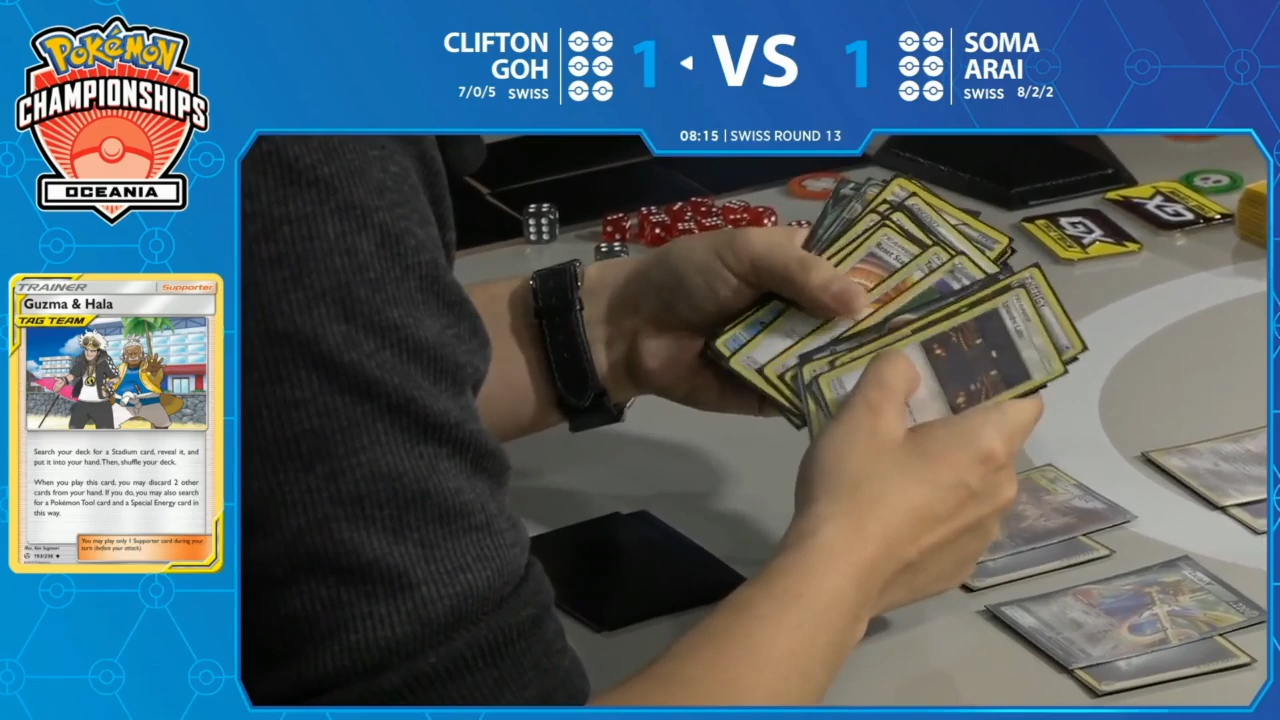 Pokémon
CHAMPIONSHIPS
OCEANIA
CLIFTON
GOH
7/0/5 SWISS
1
VS
1
SOMA
ARAI
SWISS 8/2/2
08:15 | SWISS ROUND 13
TRAINER Supporter
Guzma & Hala
TAG TEAM
Search your deck for a Stadium card, reveal it, and
put it into your hand. Then, shuffle your deck.
When you play this card, you may discard 2 other
cards from your hand. If you do, you may also search
for a Pokémon Tool card and a Special Energy card in
this way.
You may play only 1 Supporter card during your
turn (before your attack).
193/236
GX
GX